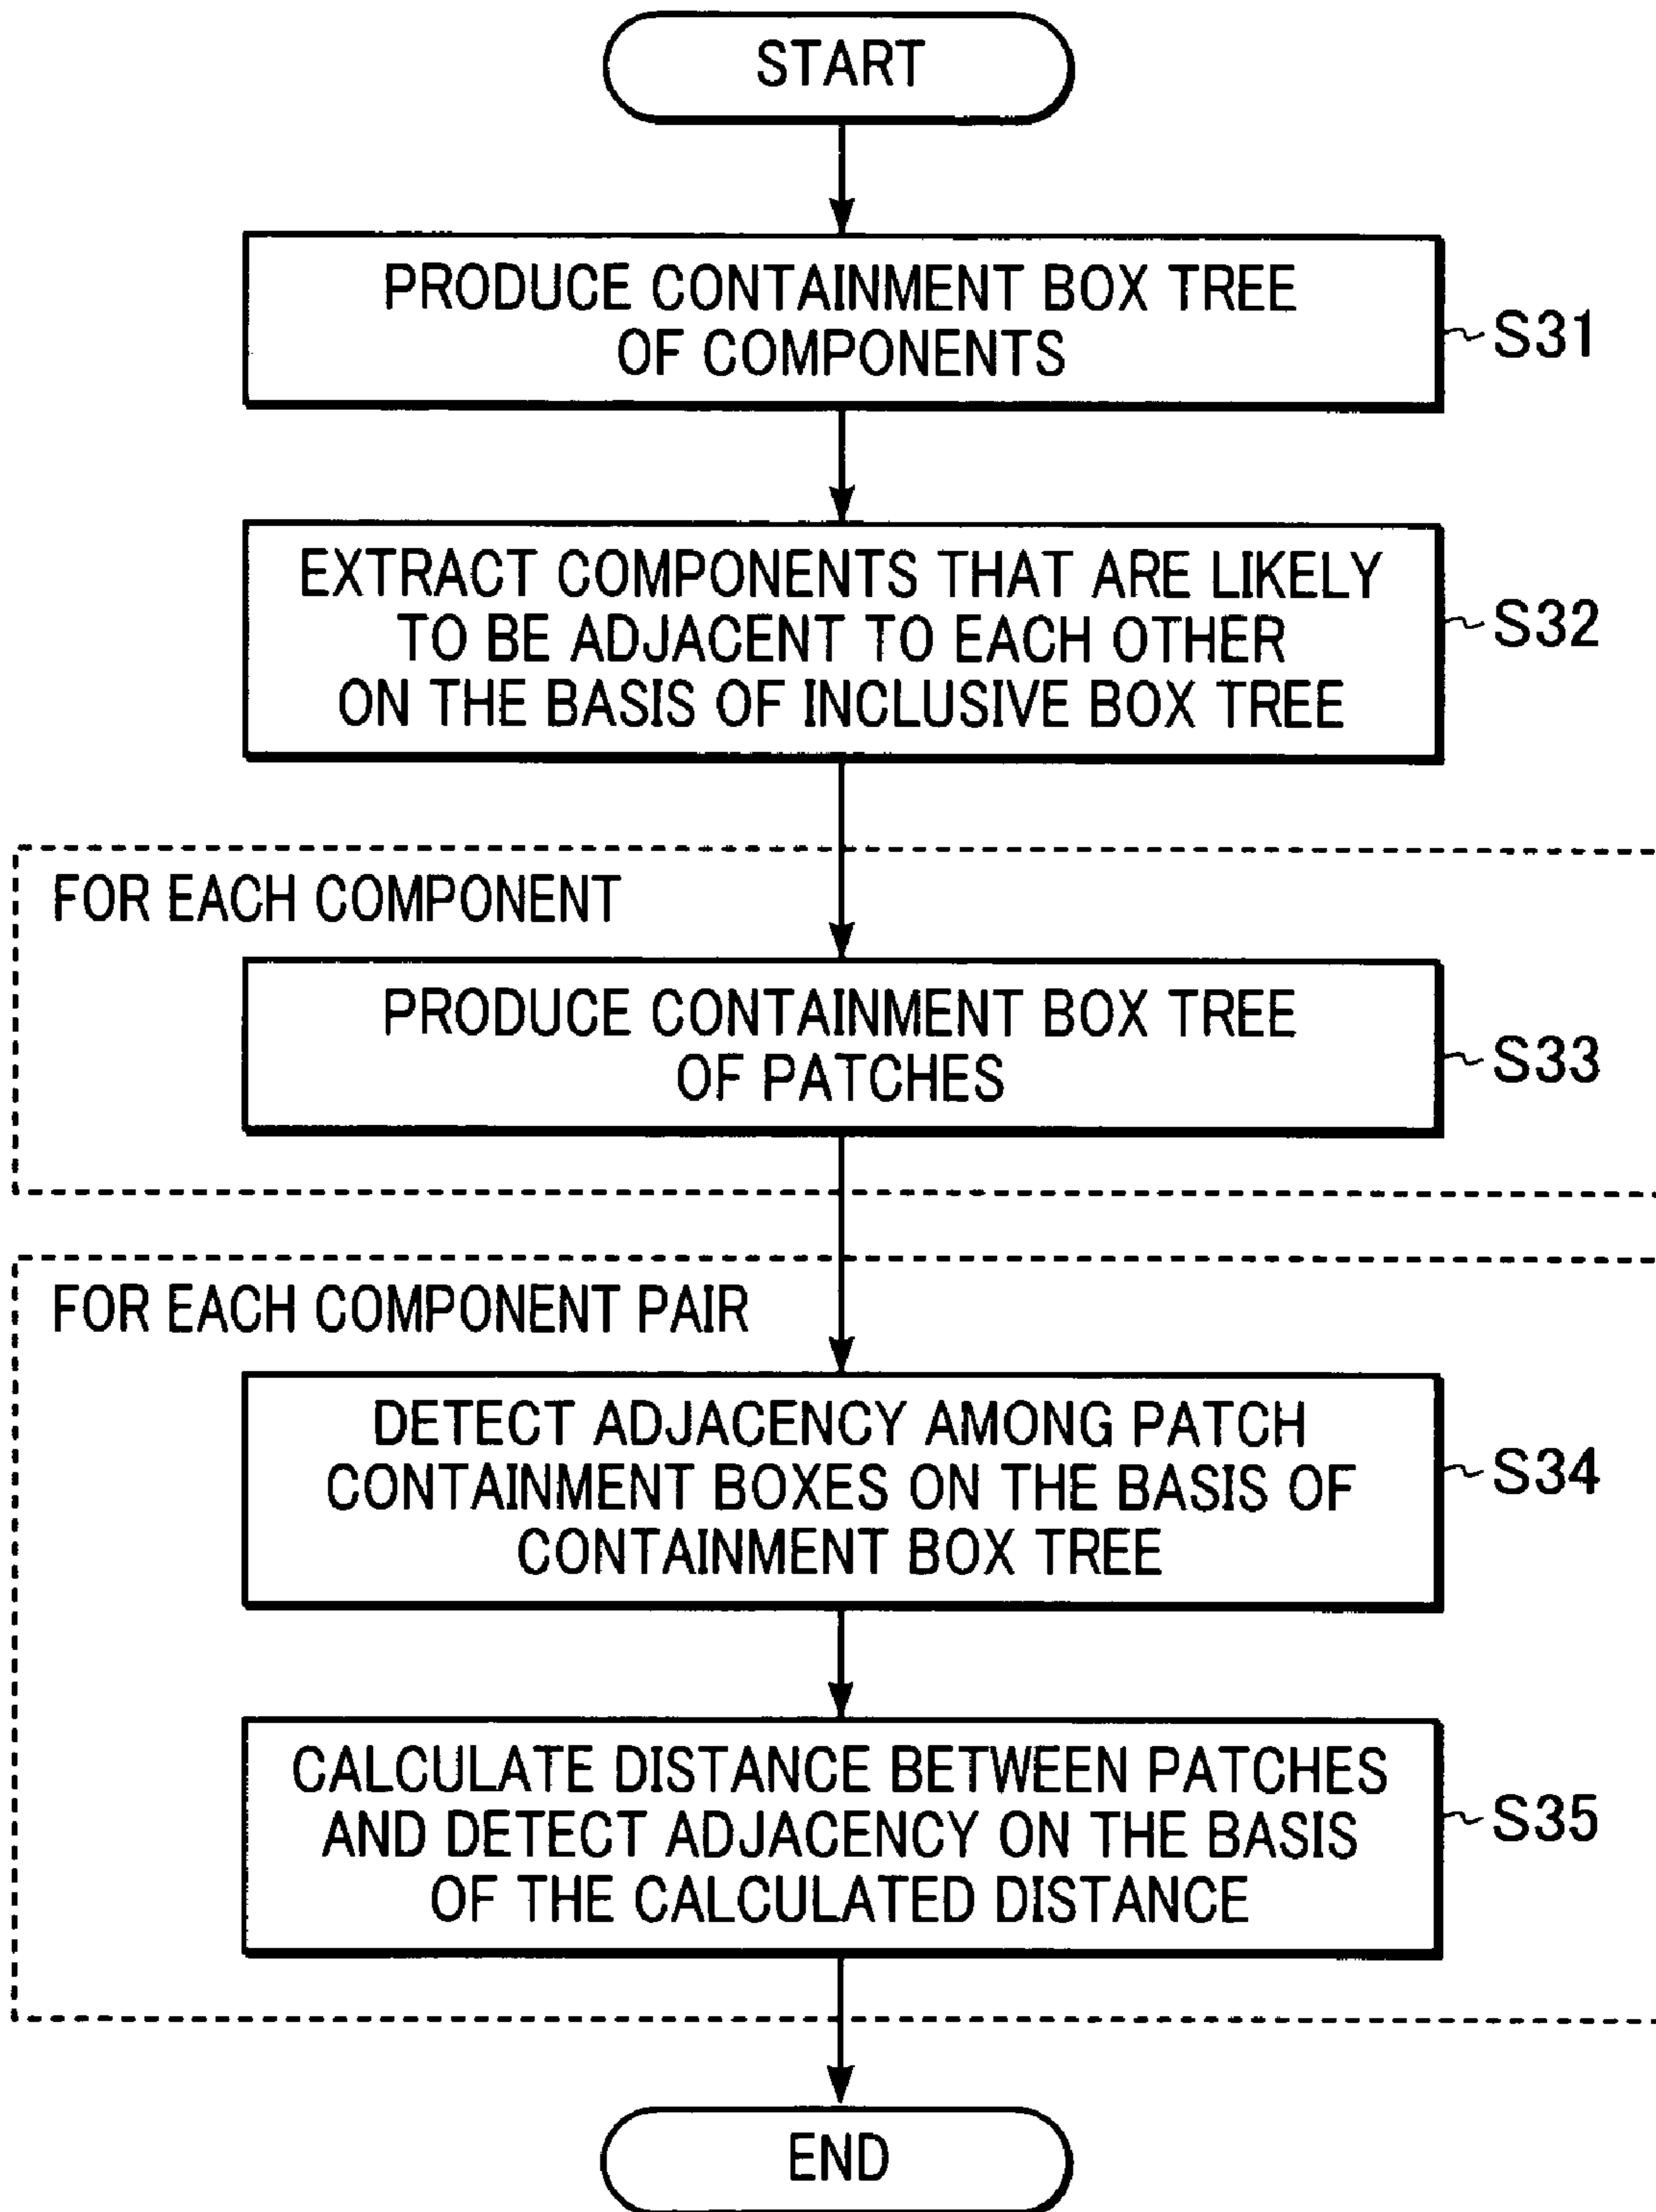 START
PRODUCE CONTAINMENT BOX TREE
OF COMPONENTS
S31
EXTRACT COMPONENTS THAT ARE LIKELY
TO BE ADJACENT TO EACH OTHER
ON THE BASIS OF INCLUSIVE BOX TREE
S32
FOR EACH COMPONENT
PRODUCE CONTAINMENT BOX TREE
OF PATCHES
S33
FOR EACH COMPONENT PAIR
DETECT ADJACENCY AMONG PATCH
CONTAINMENT BOXES ON THE BASIS OF
CONTAINMENT BOX TREE
S34
CALCULATE DISTANCE BETWEEN PATCHES
AND DETECT ADJACENCY ON THE BASIS
OF THE CALCULATED DISTANCE
S35
END